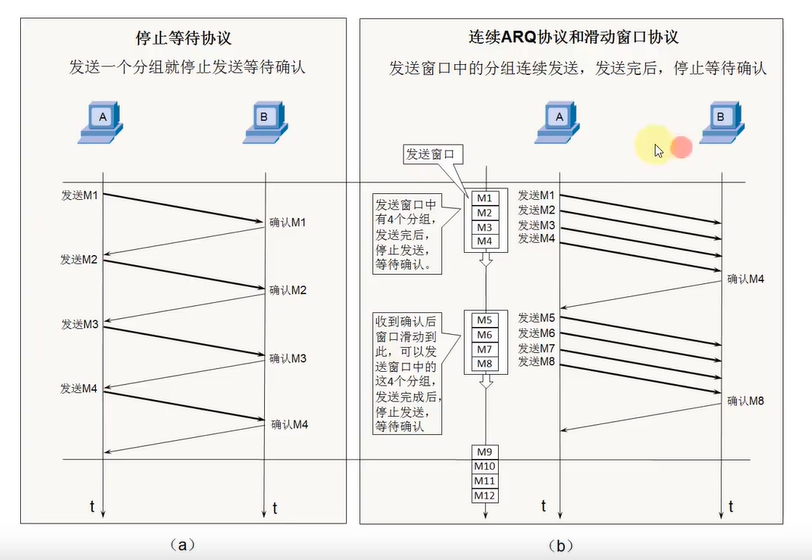 停止等待协议
发送一个分组就停止发送等待确认
A
B
发送M1
确认M1
发送M2
确认M2
发送M3
确认M3
发送M4
确认M4
t
t
(a)
连续ARQ协议和滑动窗口协议
发送窗口中的分组连续发送，发送完后，停止等待确认
A
B
发送窗口
发送窗口中
有4个分组，
发送完后，
停止发送，
等待确认。
M1
M2
M3
M4
发送M1
发送M2
发送M3
发送M4
确认M4
收到确认后
窗口滑动到
此，可以发
送窗口中的
这4个分组，
发送完成后，
停止发送，
等待确认
M5
M6
M7
M8
发送M5
发送M6
发送M7
发送M8
确认M8
M9
M10
M11
M12
t
t
(b)